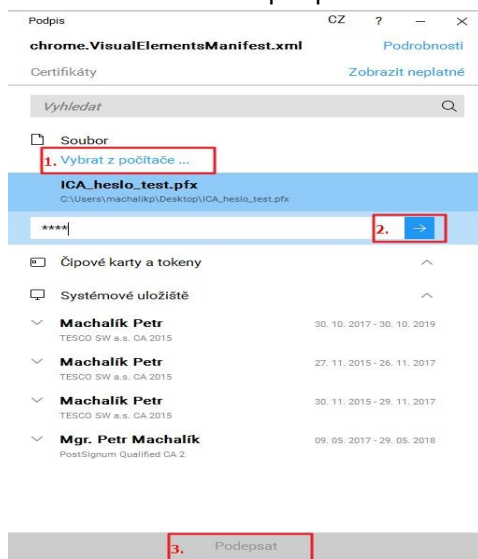 Podpis CZ ? – ×
chrome.VisualElementsManifest.xml Podrobnosti
Certifikáty Zobrazit neplatné
Vyhledat
Soubor
1. Vybrat z počítače ...
ICA_heslo_test.pfx
C:\Users\machalikp\Desktop\ICA_heslo_test.pfx
**** 2. →
Čipové karty a tokeny
Systémové uložiště
Machalík Petr 30. 10. 2017 - 30. 10. 2019
TESCO SW a.s. CA 2015
Machalík Petr 27. 11. 2015 - 26. 11. 2017
TESCO SW a.s. CA 2015
Machalík Petr 30. 11. 2015 - 29. 11. 2017
TESCO SW a.s. CA 2015
Mgr. Petr Machalík 09. 05. 2017 - 29. 05. 2018
PostSignum Qualified CA 2
3. Podepsat